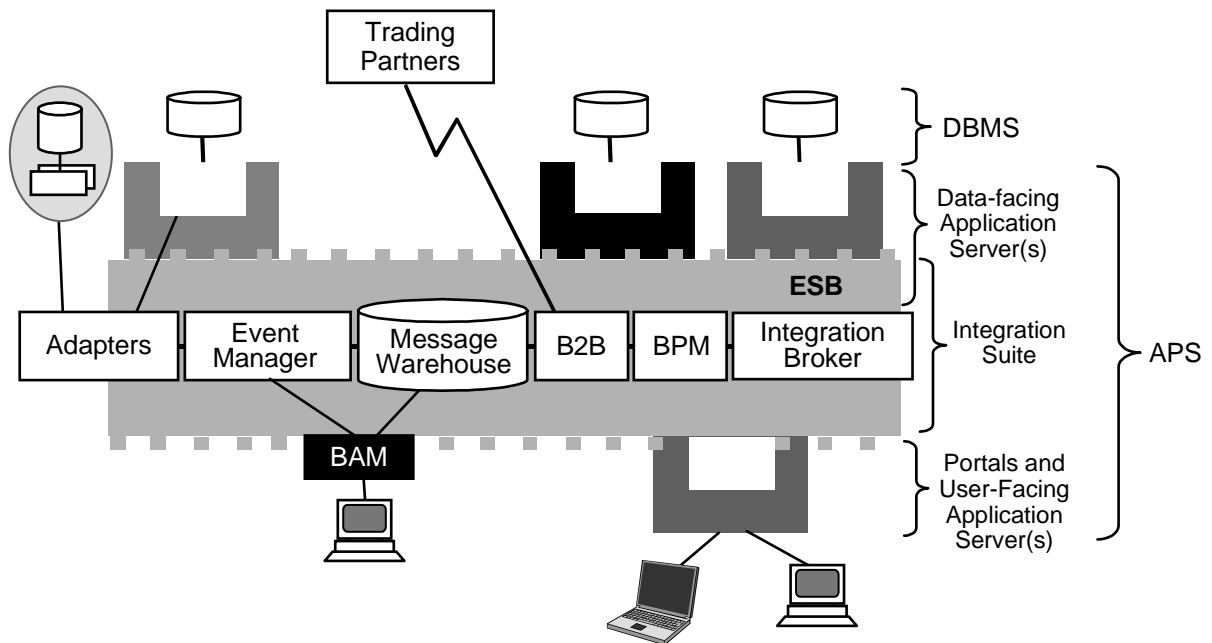 Trading
Partners
DBMS
Data-facing
Application
Server(s)
ESB
Adapters
Event
Manager
Message
Warehouse
B2B
BPM
Integration
Broker
Integration
Suite
APS
BAM
Portals and
User-Facing
Application
Server(s)